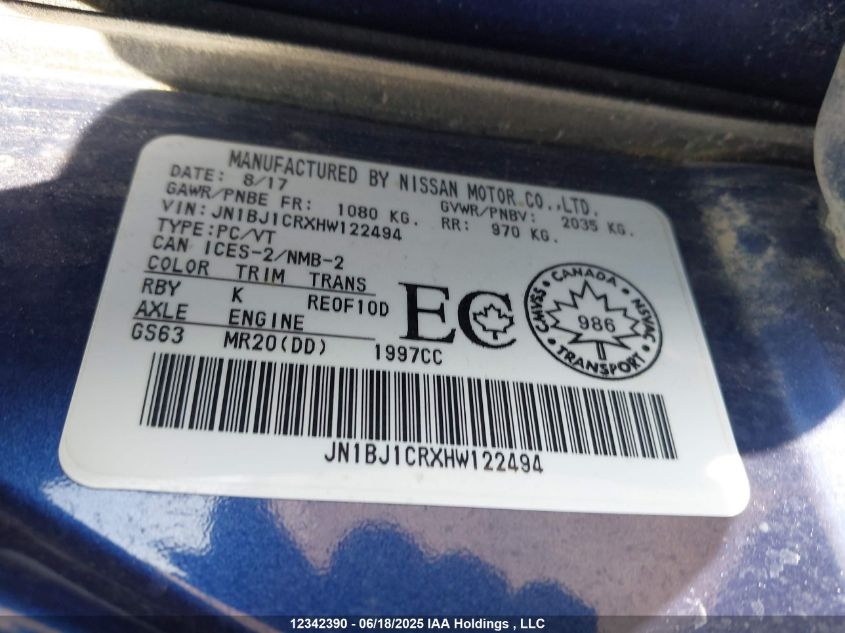 MANUFACTURED BY NISSAN MOTOR CO.,LTD.
DATE: 8/17 GVWR/PNBV: 2035 KG.
GAWR/PNBE FR: 1080 KG. RR: 970 KG.
VIN: JN1BJ1CRXHW122494
TYPE:PC/VT
CAN ICES-2/NMB-2
COLOR TRIM TRANS
RBY K RE0F10D
AXLE ENGINE
GS63 MR20(DD) 1997CC
EC
CANADA
CMVSS 986 NSVAC
TRANSPORT
JN1BJ1CRXHW122494
12342390 - 06/18/2025 IAA Holdings , LLC